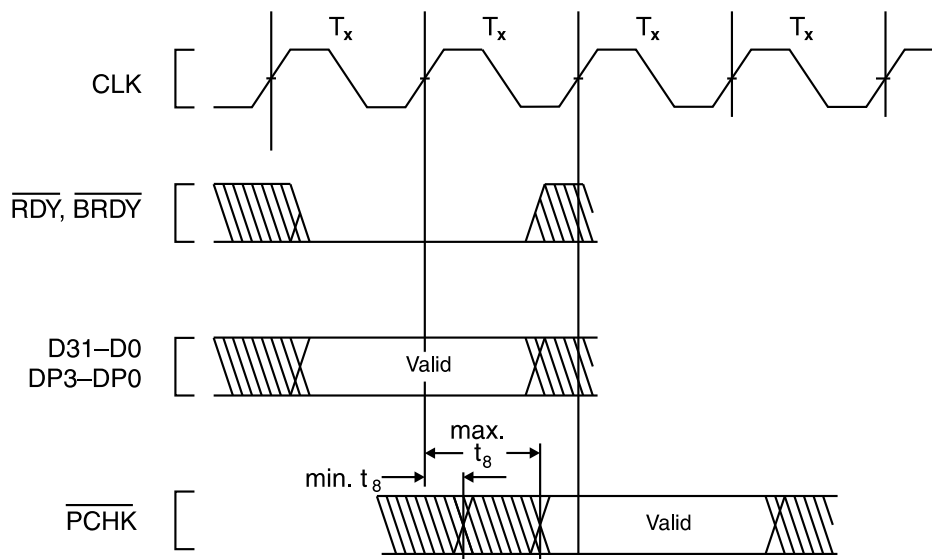 Tx Tx Tx Tx
CLK
RDY, BRDY
D31–D0
DP3–DP0
Valid
max.
t8
min. t8
PCHK
Valid